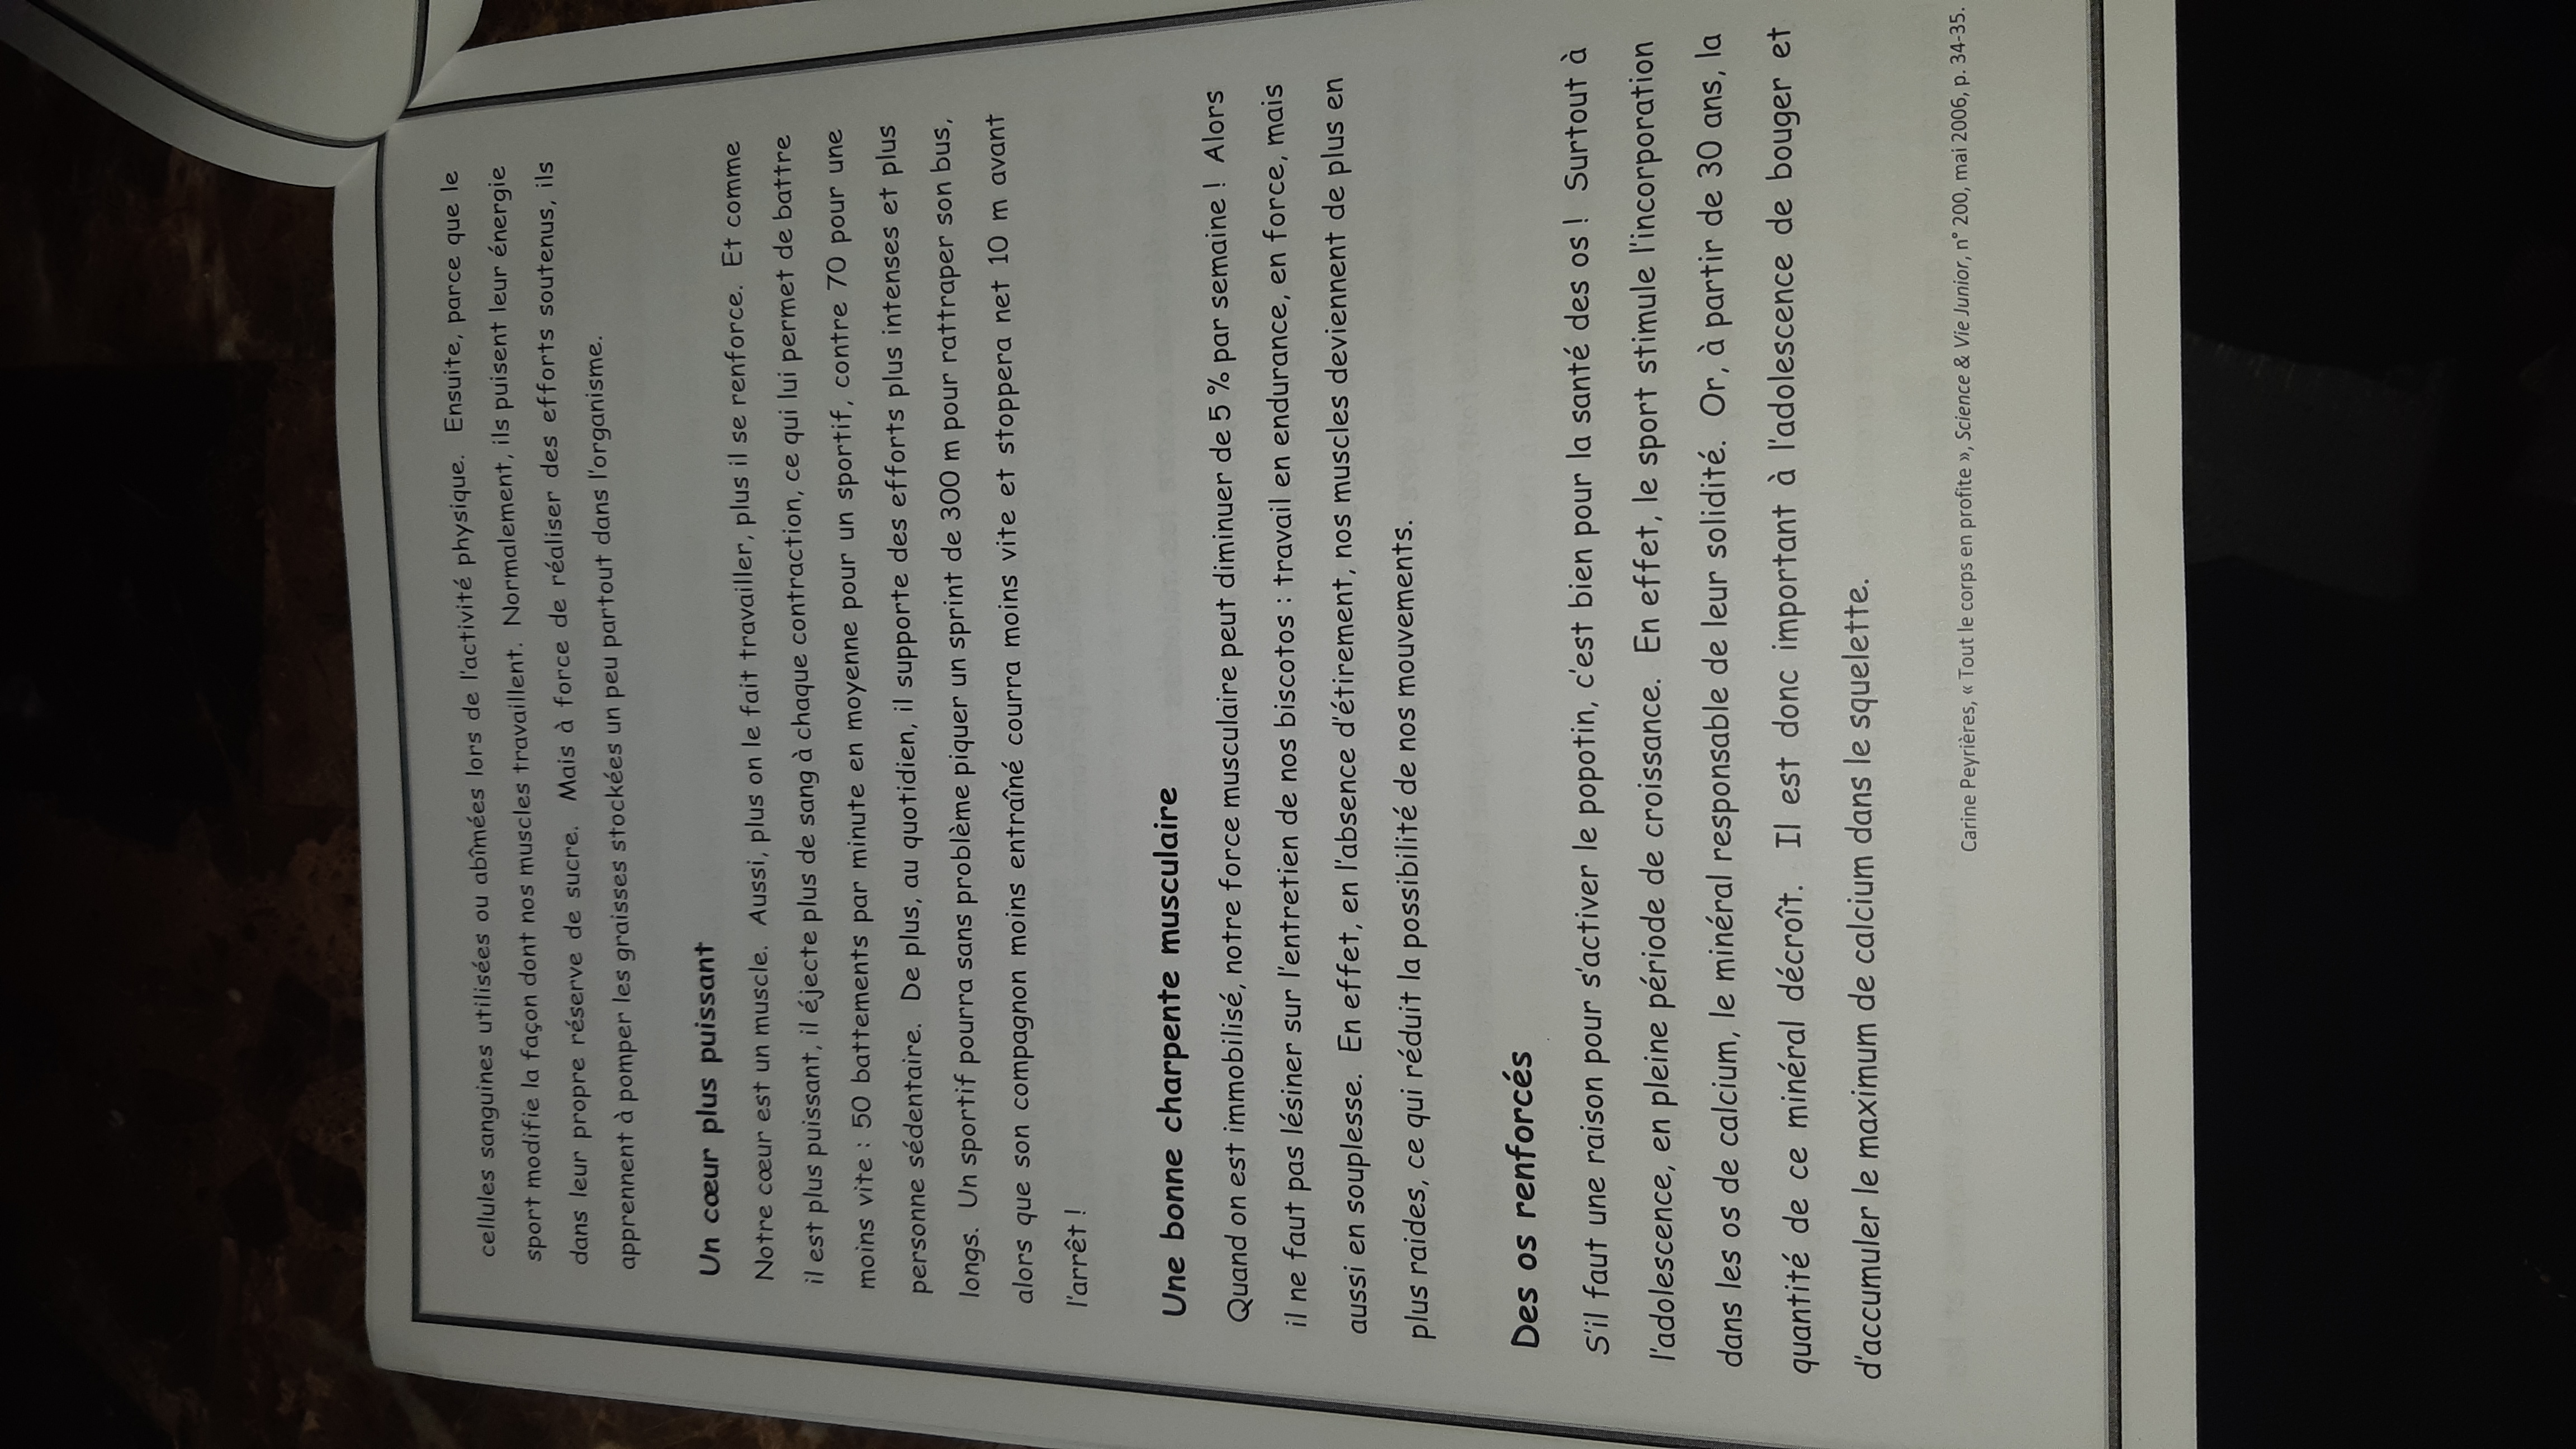 cellules sanguines utilisées ou abîmées lors de l'activité physique. Ensuite, parce que le
sport modifie la façon dont nos muscles travaillent. Normalement, ils puisent leur énergie
dans leur propre réserve de sucre. Mais à force de réaliser des efforts soutenus, ils
apprennent à pomper les graisses stockées un peu partout dans l'organisme.
Un cœur plus puissant
Notre cœur est un muscle. Aussi, plus on le fait travailler, plus il se renforce. Et comme
il est plus puissant, il éjecte plus de sang à chaque contraction, ce qui lui permet de battre
moins vite : 50 battements par minute en moyenne pour un sportif, contre 70 pour une
personne sédentaire. De plus, au quotidien, il supporte des efforts plus intenses et plus
longs. Un sportif pourra sans problème piquer un sprint de 300 m pour rattraper son bus,
alors que son compagnon moins entraîné courra moins vite et stoppera net 10 m avant
l'arrêt !
Une bonne charpente musculaire
Quand on est immobilisé, notre force musculaire peut diminuer de 5 % par semaine ! Alors
il ne faut pas lésiner sur l'entretien de nos biscotos : travail en endurance, en force, mais
aussi en souplesse. En effet, en l'absence d'étirement, nos muscles deviennent de plus en
plus raides, ce qui réduit la possibilité de nos mouvements.
Des os renforcés
S'il faut une raison pour s'activer le popotin, c'est bien pour la santé des os ! Surtout à
l'adolescence, en pleine période de croissance. En effet, le sport stimule l'incorporation
dans les os de calcium, le minéral responsable de leur solidité. Or, à partir de 30 ans, la
quantité de ce minéral décroît. Il est donc important à l'adolescence de bouger et
d'accumuler le maximum de calcium dans le squelette.
Carine Peyrières, « Tout le corps en profite », Science & Vie Junior, n° 200, mai 2006, p. 34-35.